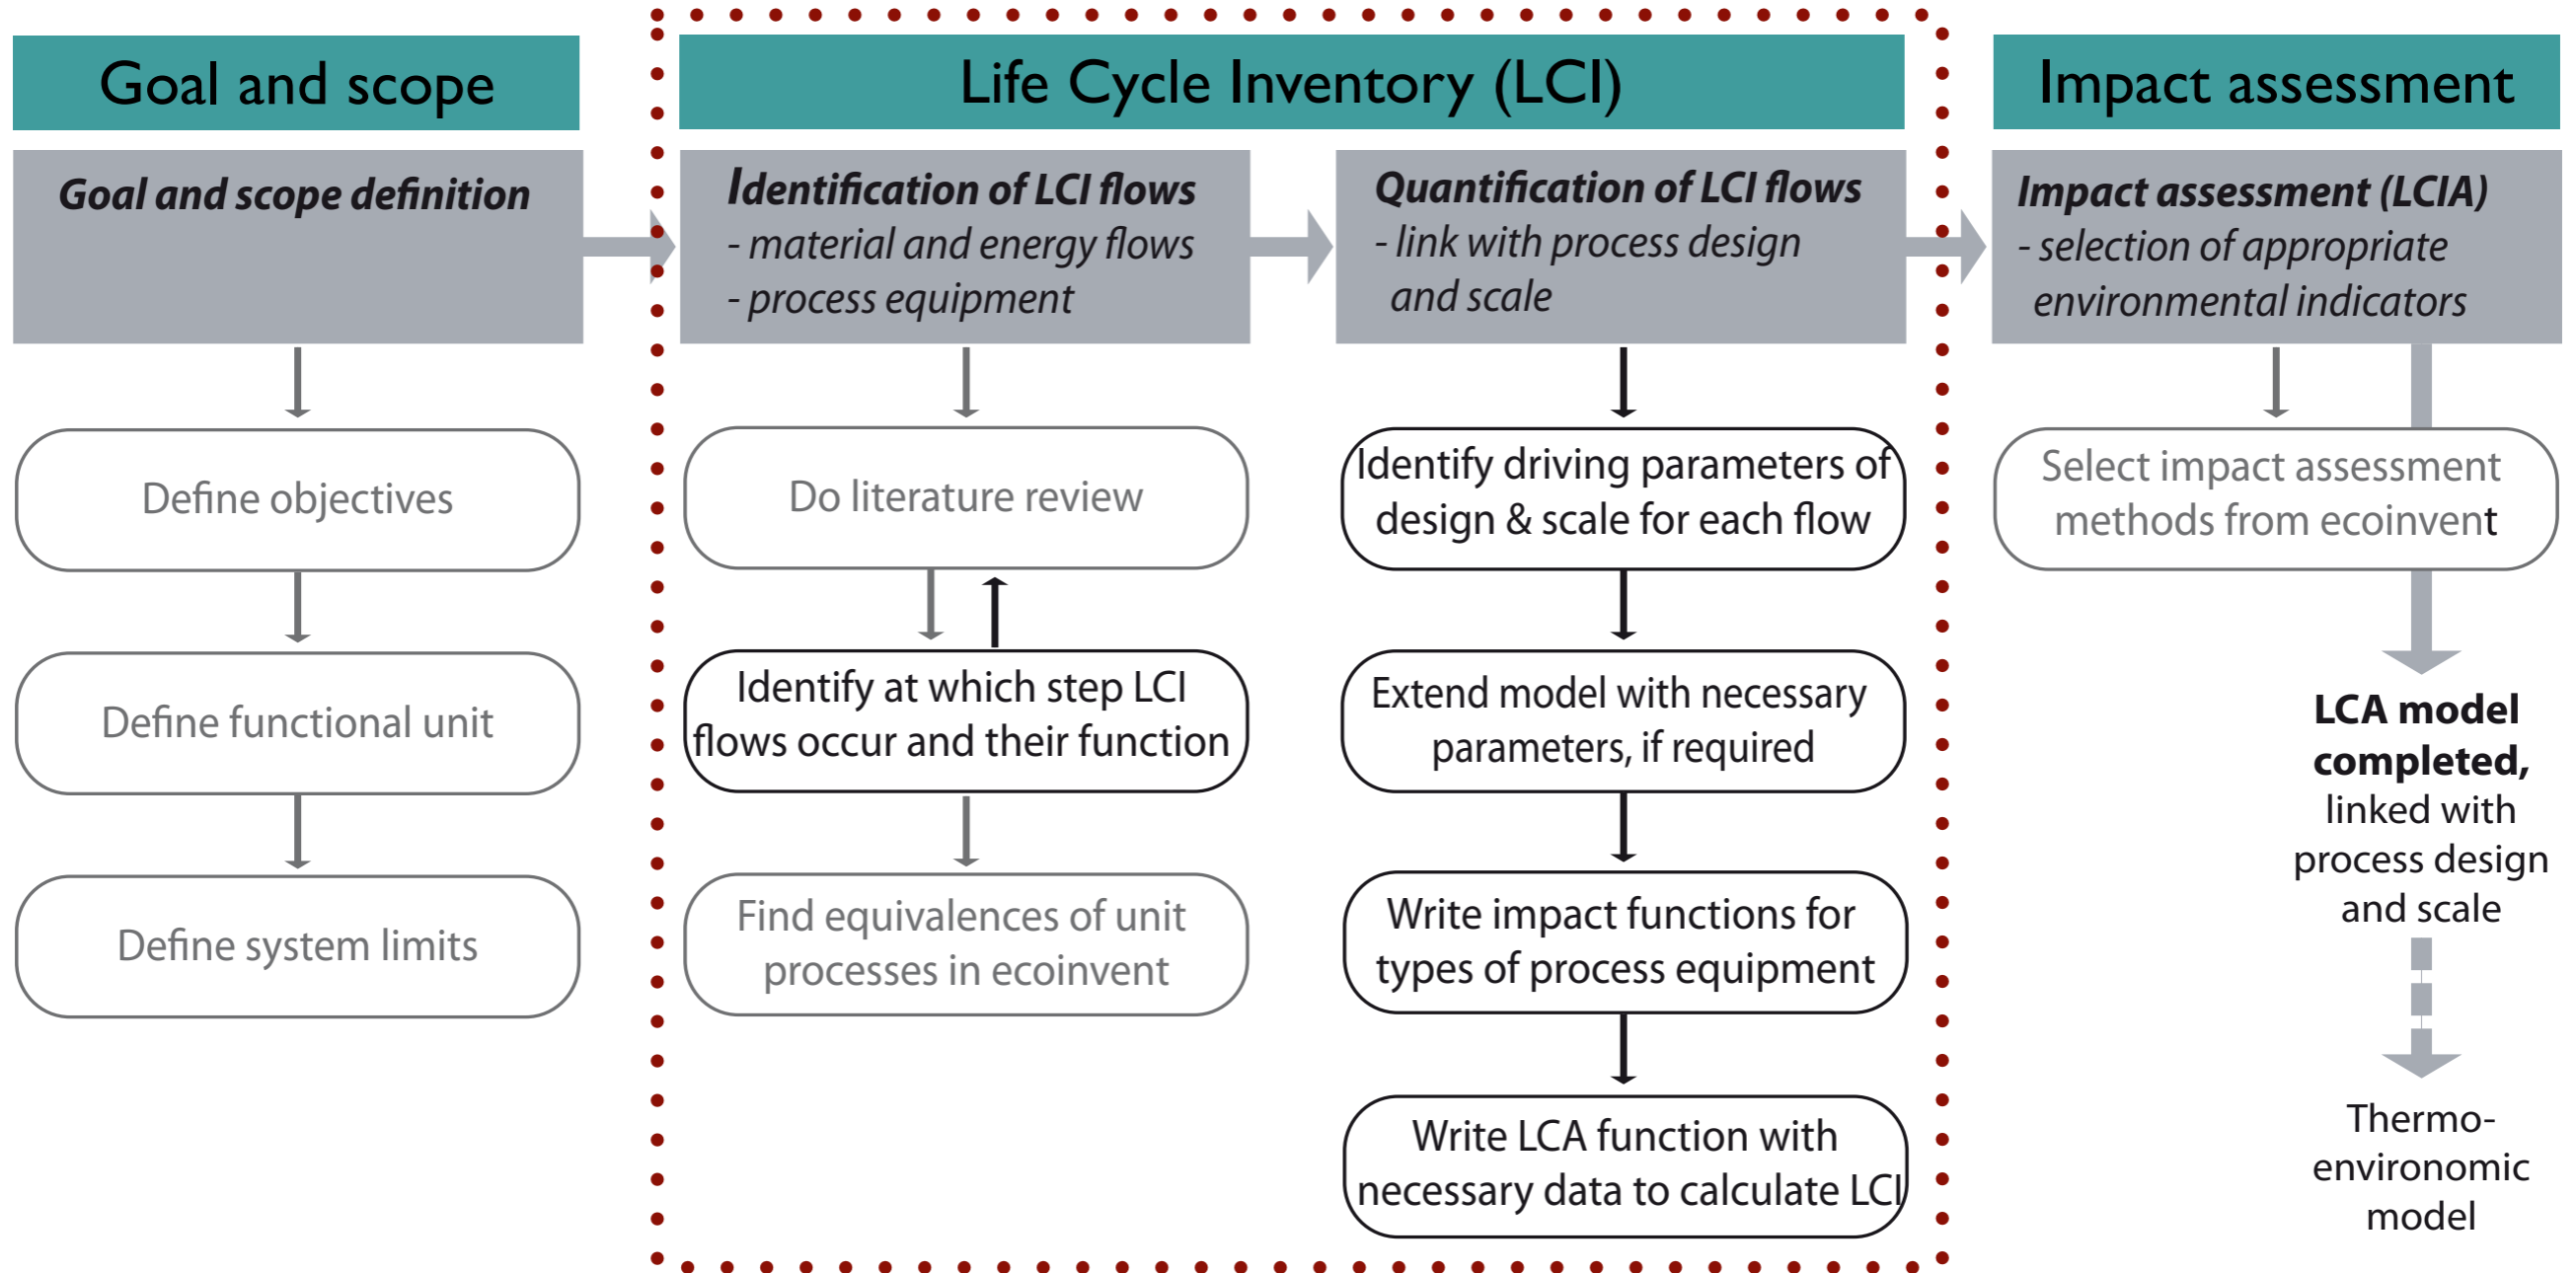 Goal and scope
Goal and scope definition
Define objectives
Define functional unit
Define system limits
Life Cycle Inventory (LCI)
Identification of LCI flows
- material and energy flows
- process equipment
Do literature review
Identify at which step LCI
flows occur and their function
Find equivalences of unit
processes in ecoinvent
Quantification of LCI flows
- link with process design
and scale
Identify driving parameters of
design & scale for each flow
Extend model with necessary
parameters, if required
Write impact functions for
types of process equipment
Write LCA function with
necessary data to calculate LCI
Impact assessment
Impact assessment (LCIA)
- selection of appropriate
environmental indicators
Select impact assessment
methods from ecoinvent
LCA model
completed,
linked with
process design
and scale
Thermo-
environomic
model